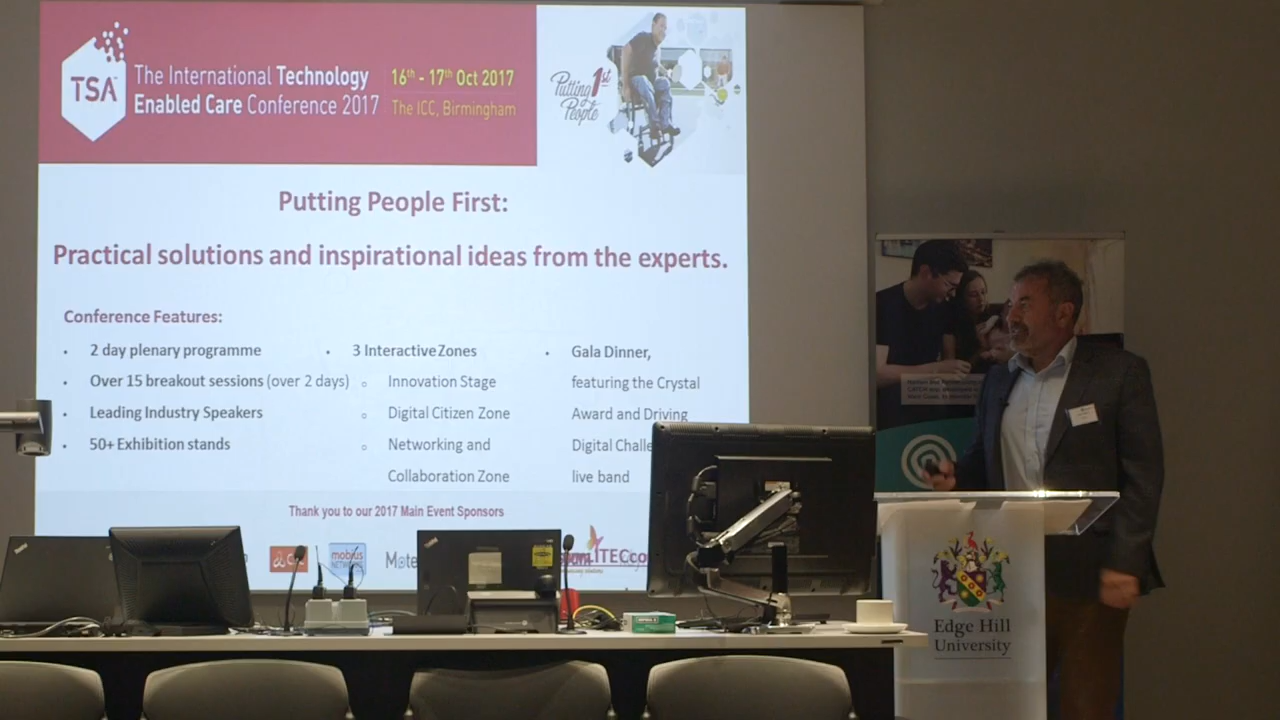 TSA
The International Technology
Enabled Care Conference 2017
16th - 17th Oct 2017
The ICC, Birmingham
Putting 1st
People
Putting People First:
Practical solutions and inspirational ideas from the experts.
Conference Features:
• 2 day plenary programme
• Over 15 breakout sessions (over 2 days)
• Leading Industry Speakers
• 50+ Exhibition stands
• 3 Interactive Zones
o Innovation Stage
o Digital Citizen Zone
o Networking and
Collaboration Zone
• Gala Dinner,
featuring the Crystal
Award and Driving
Digital Challe
live band
Thank you to our 2017 Main Event Sponsors
mobius
Mote
Edge Hill
University